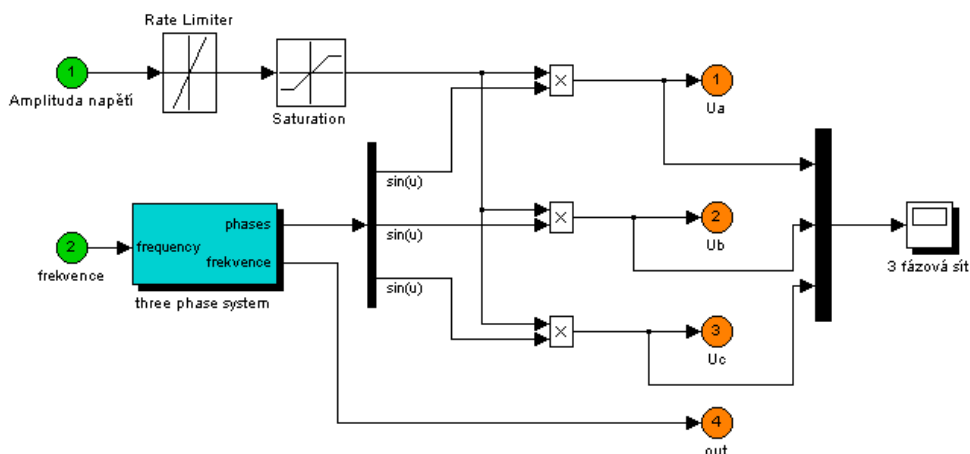 Rate Limiter
1
Amplituda napětí
Saturation
×
1
Ua
sin(u)
phases
frequency
frekvence
2
frekvence
three phase system
sin(u)
×
2
Ub
3 fázová sít
sin(u)
×
3
Uc
4
out